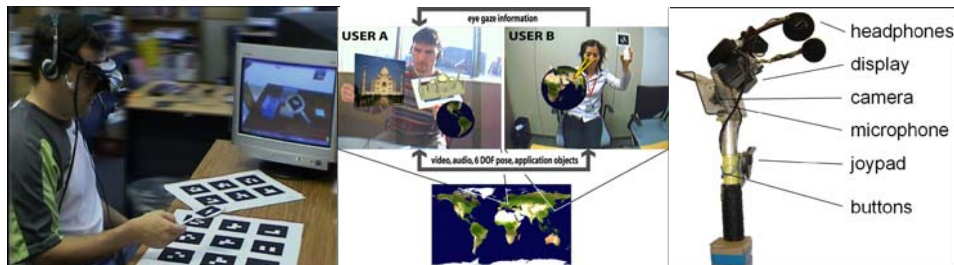 eye gaze information
USER A
USER B
video, audio, 6 DOF pose, application objects
headphones
display
camera
microphone
joypad
buttons